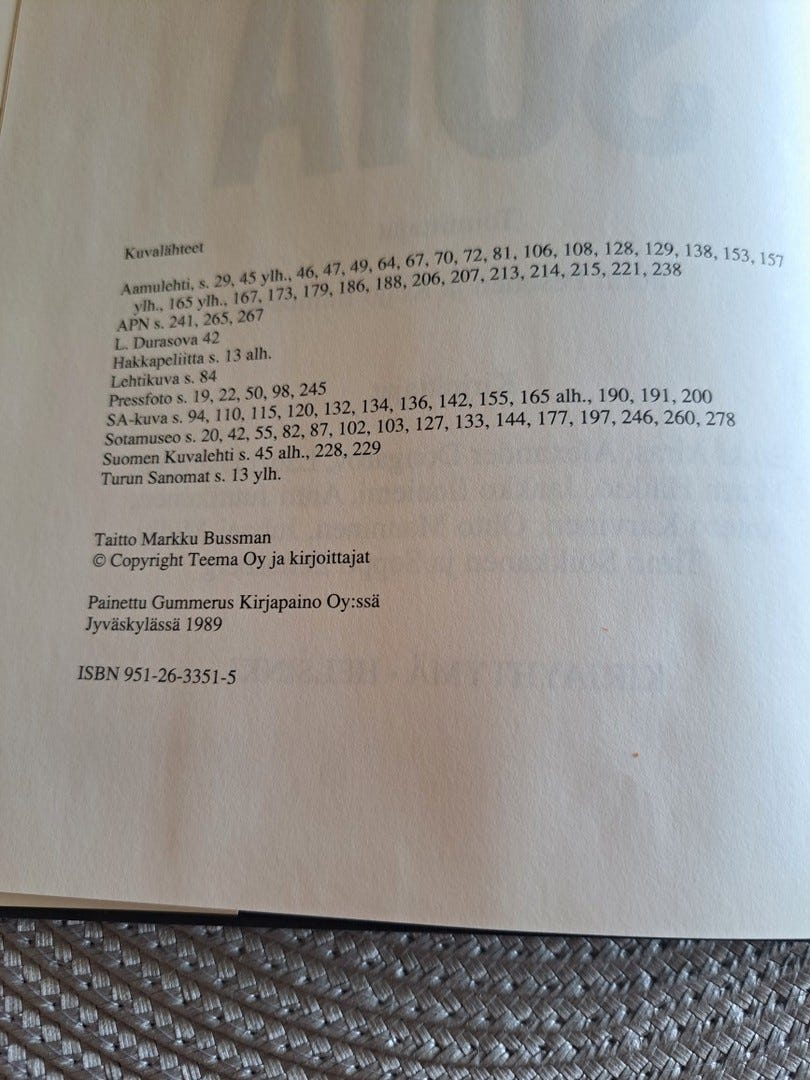 Kuvalähteet
Aamulehti, s. 29, 45 ylh., 46, 47, 49, 64, 67, 70, 72, 81, 106, 108, 128, 129, 138, 153, 157
ylh., 165 ylh., 167, 173, 179, 186, 188, 206, 207, 213, 214, 215, 221, 238
APN s. 241, 265, 267
L. Durasova 42
Hakkapeliitta s. 13 alh.
Lehtikuva s. 84
Pressfoto s. 19, 22, 50, 98, 245
SA-kuva s. 94, 110, 115, 120, 132, 134, 136, 142, 155, 165 alh., 190, 191, 200
Sotamuseo s. 20, 42, 55, 82, 87, 102, 103, 127, 133, 144, 177, 197, 246, 260, 278
Suomen Kuvalehti s. 45 alh., 228, 229
Turun Sanomat s. 13 ylh.
Taitto Markku Bussman
© Copyright Teema Oy ja kirjoittajat
Painettu Gummerus Kirjapaino Oy:ssä
Jyväskylässä 1989
ISBN 951-26-3351-5